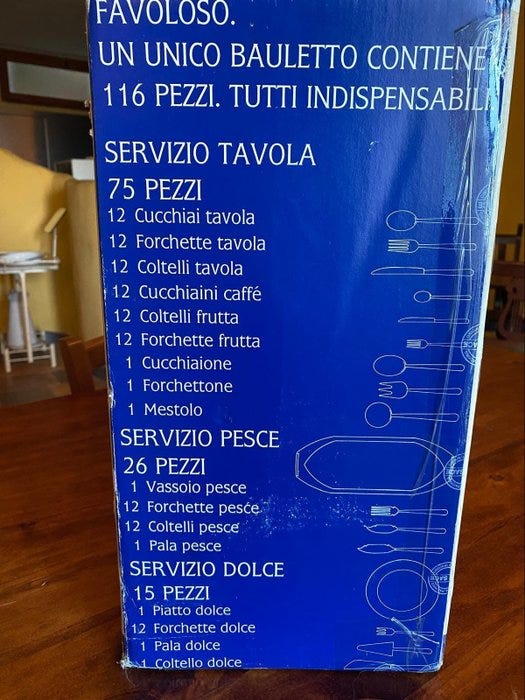 FAVOLOSO.
UN UNICO BAULETTO CONTIENE
116 PEZZI. TUTTI INDISPENSABILI
SERVIZIO TAVOLA
75 PEZZI
12 Cucchiai tavola
12 Forchette tavola
12 Coltelli tavola
12 Cucchiaini caffé
12 Coltelli frutta
12 Forchette frutta
1 Cucchiaione
1 Forchettone
1 Mestolo
SERVIZIO PESCE
26 PEZZI
1 Vassoio pesce
12 Forchette pesce
12 Coltelli pesce
1 Pala pesce
SERVIZIO DOLCE
15 PEZZI
1 Piatto dolce
12 Forchette dolce
1 Pala dolce
1 Coltello dolce